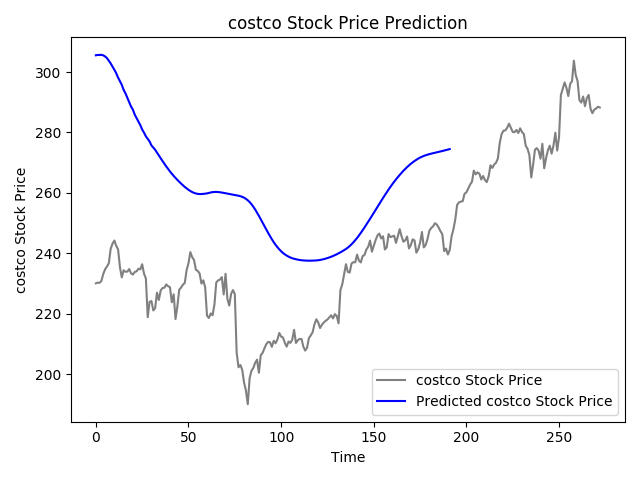 costco Stock Price Prediction
costco Stock Price
300
280
260
240
220
200
0
50
100
150
200
250
Time
costco Stock Price
Predicted costco Stock Price